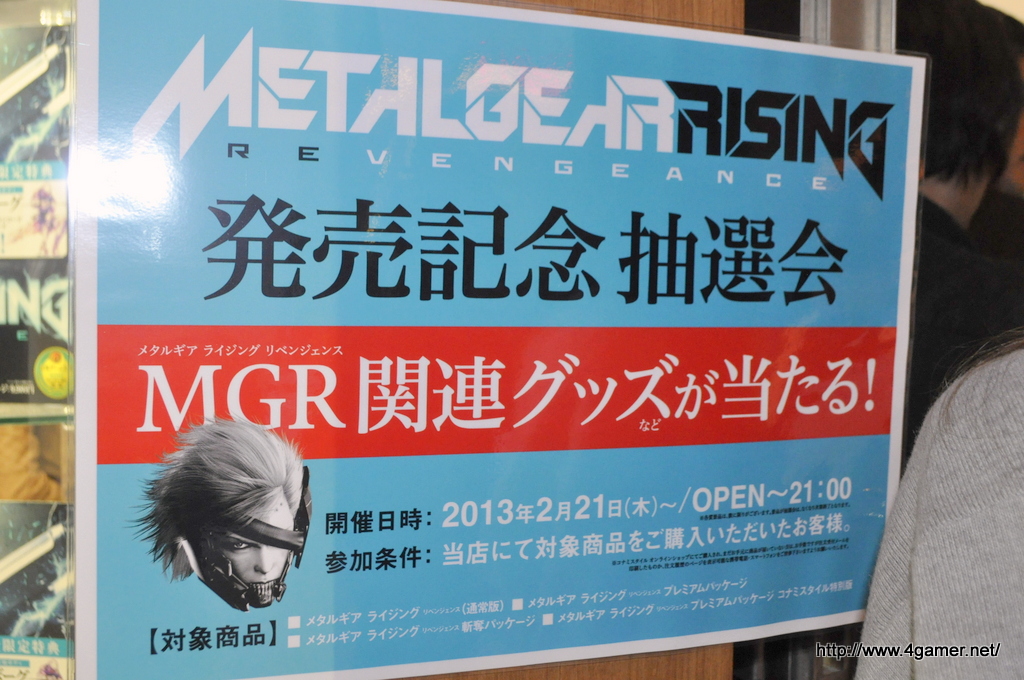 METAL GEAR RISING
REVENGEANCE
発売記念 抽選会
メタルギア ライジング リベンジェンス
MGR関連グッズなどが当たる!
開催日時: 2013年2月21日(木)〜/OPEN〜21:00
参加条件: 当店にて対象商品をご購入いただいたお客様。
【対象商品】
■メタルギア ライジング リベンジェンス(通常版) ■メタルギア ライジング リベンジェンス プレミアムパッケージ
■メタルギア ライジング リベンジェンス 斬奪パッケージ ■メタルギア ライジング リベンジェンス プレミアムパッケージ コナミスタイル特別版
限定特典
ING
限定特典
http://www.4gamer.net/